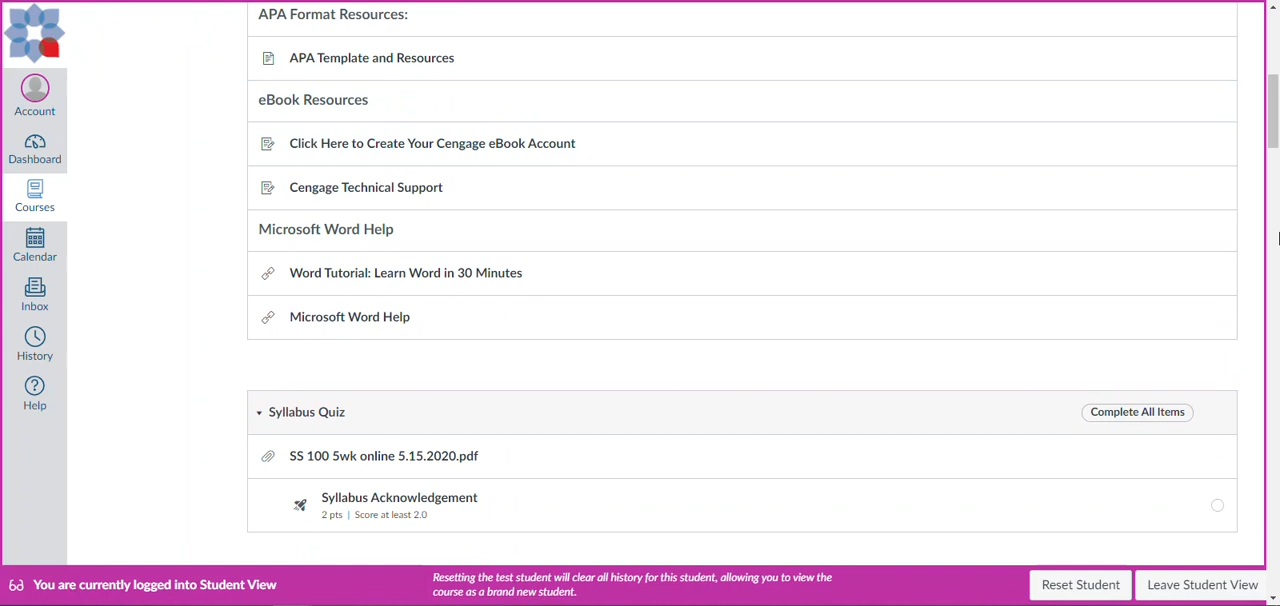 APA Format Resources:
APA Template and Resources
eBook Resources
Click Here to Create Your Cengage eBook Account
Cengage Technical Support
Microsoft Word Help
Word Tutorial: Learn Word in 30 Minutes
Microsoft Word Help
Account
Dashboard
Courses
Calendar
Inbox
History
Help
Syllabus Quiz
Complete All Items
SS 100 5wk online 5.15.2020.pdf
Syllabus Acknowledgement
2 pts | Score at least 2.0
You are currently logged into Student View
Resetting the test student will clear all history for this student, allowing you to view the
course as a brand new student.
Reset Student
Leave Student View